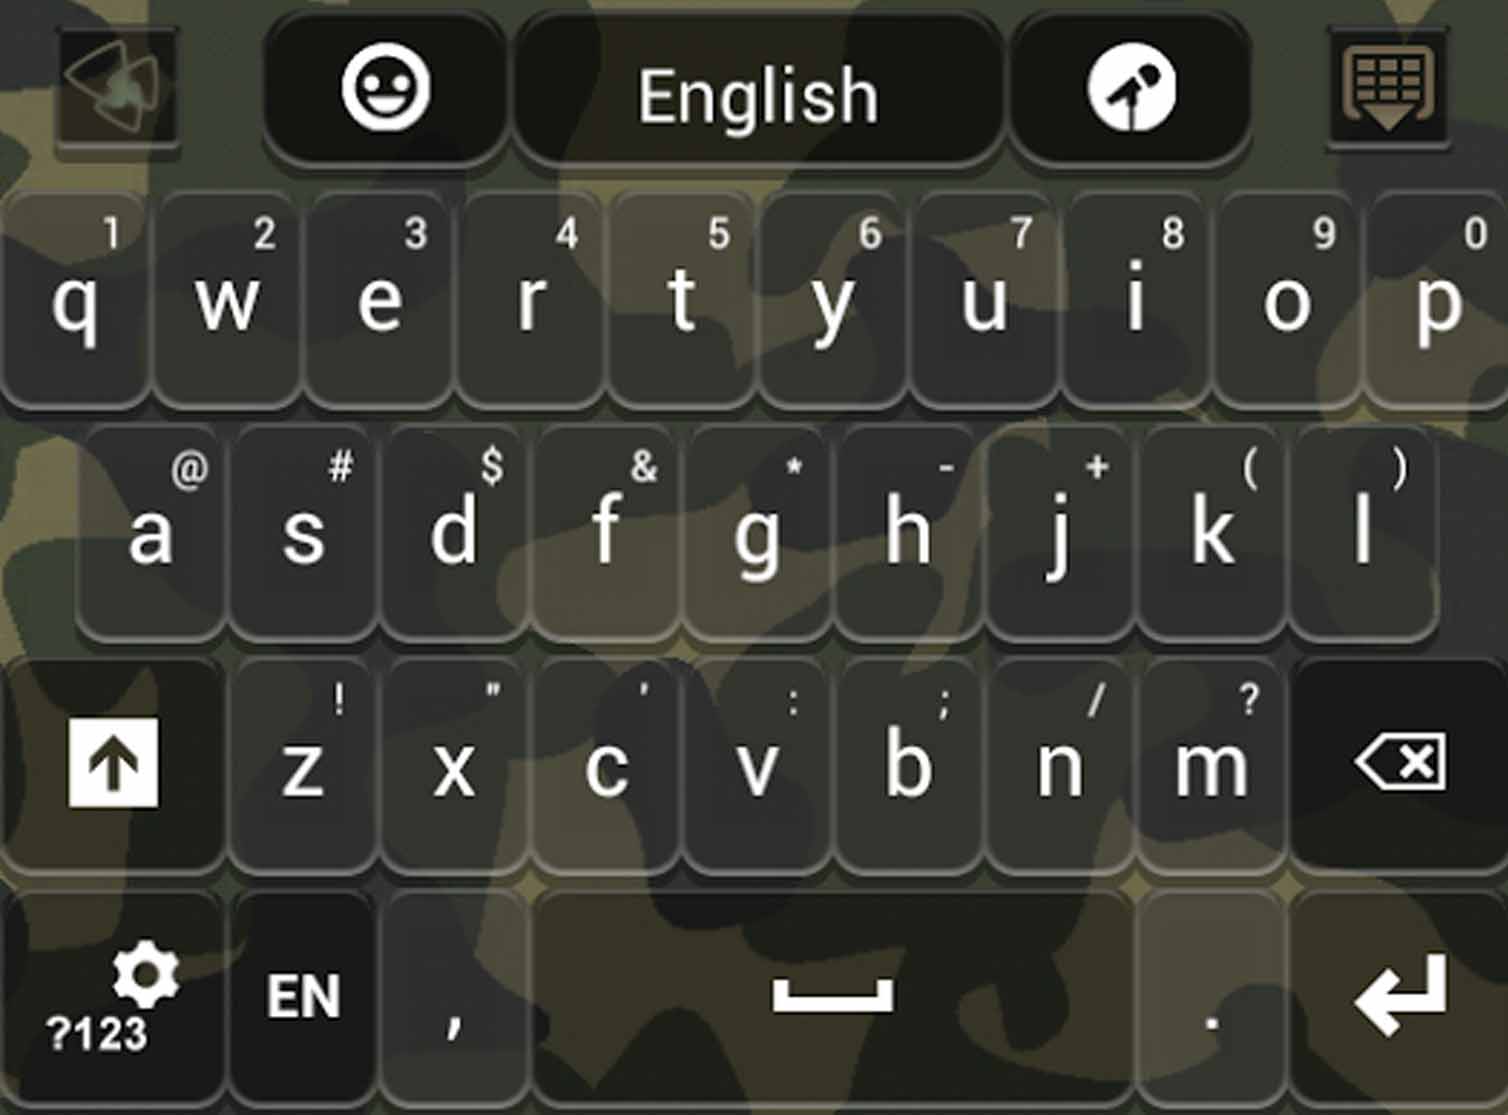 English
1 2 3 4 5 6 7 8 9 0
q w e r t y u i o p
@ # $ & * - + ( )
a s d f g h j k l
! " ' : ; / ?
z x c v b n m
?123 EN , .